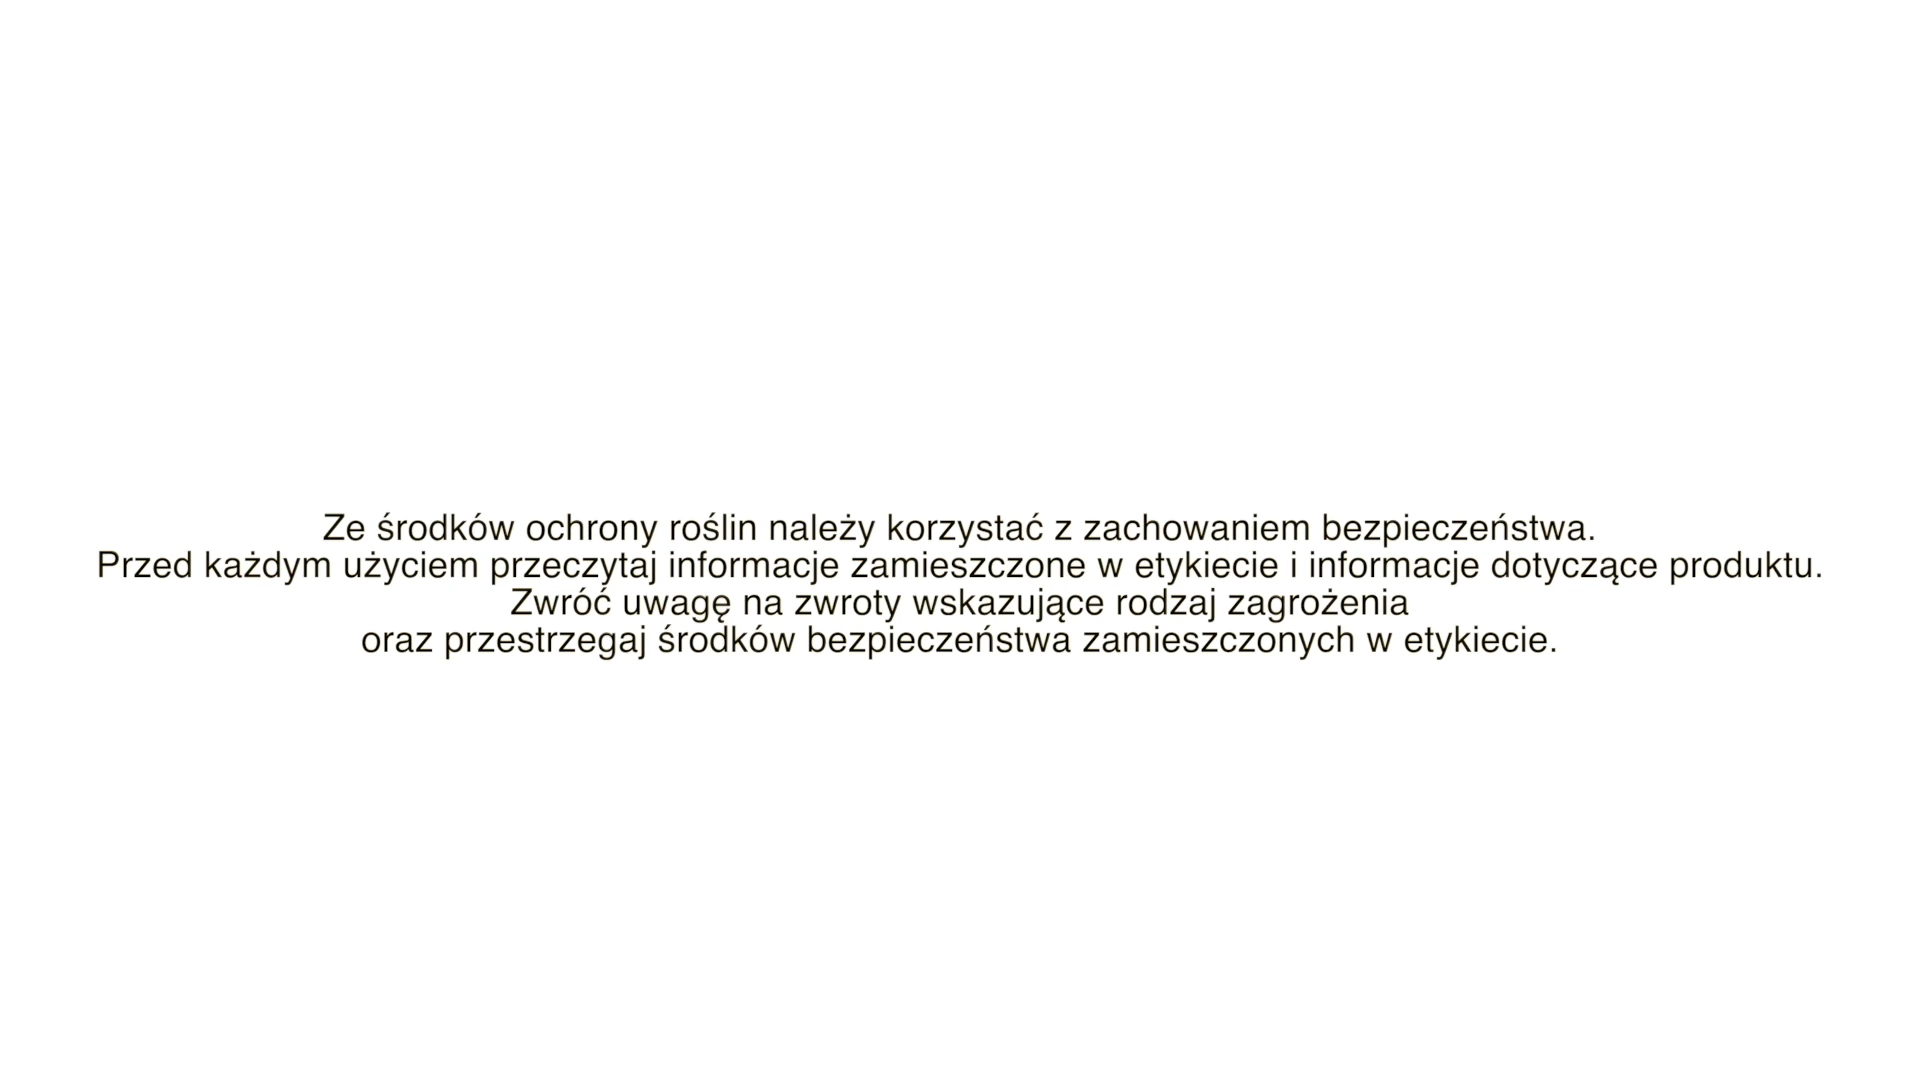 Ze środków ochrony roślin należy korzystać z zachowaniem bezpieczeństwa.
Przed każdym użyciem przeczytaj informacje zamieszczone w etykiecie i informacje dotyczące produktu.
Zwróć uwagę na zwroty wskazujące rodzaj zagrożenia
oraz przestrzegaj środków bezpieczeństwa zamieszczonych w etykiecie.